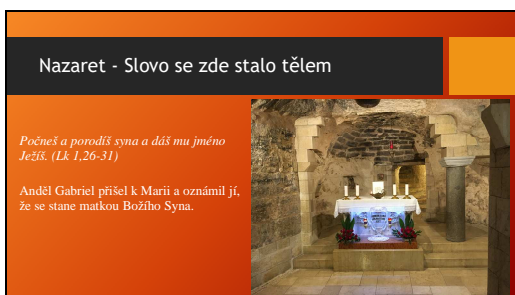 Nazaret - Slovo se zde stalo tělem
Počneš a porodíš syna a dáš mu jméno
Ježíš. (Lk 1,26-31)
Anděl Gabriel přišel k Marii a oznámil jí,
že se stane matkou Božího Syna.